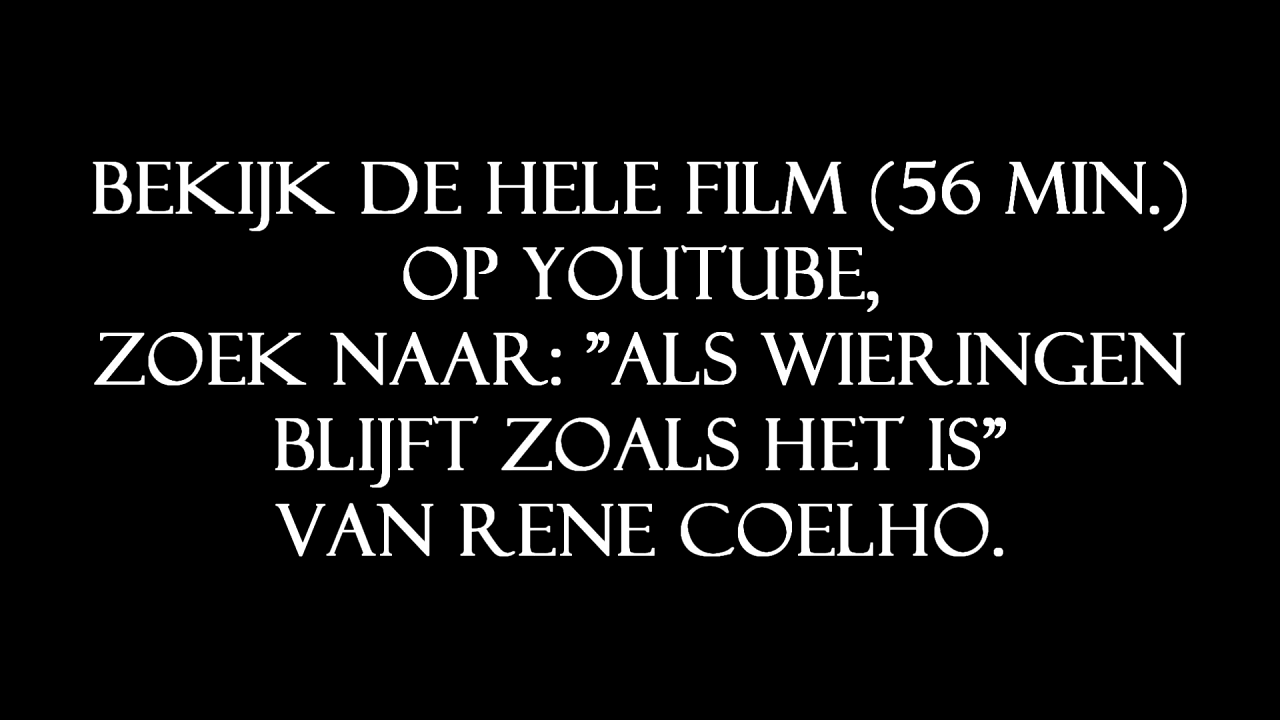 BEKIJK DE HELE FILM (56 MIN.)
OP YOUTUBE,
ZOEK NAAR: ”ALS WIERINGEN
BLIJFT ZOALS HET IS”
VAN RENE COELHO.